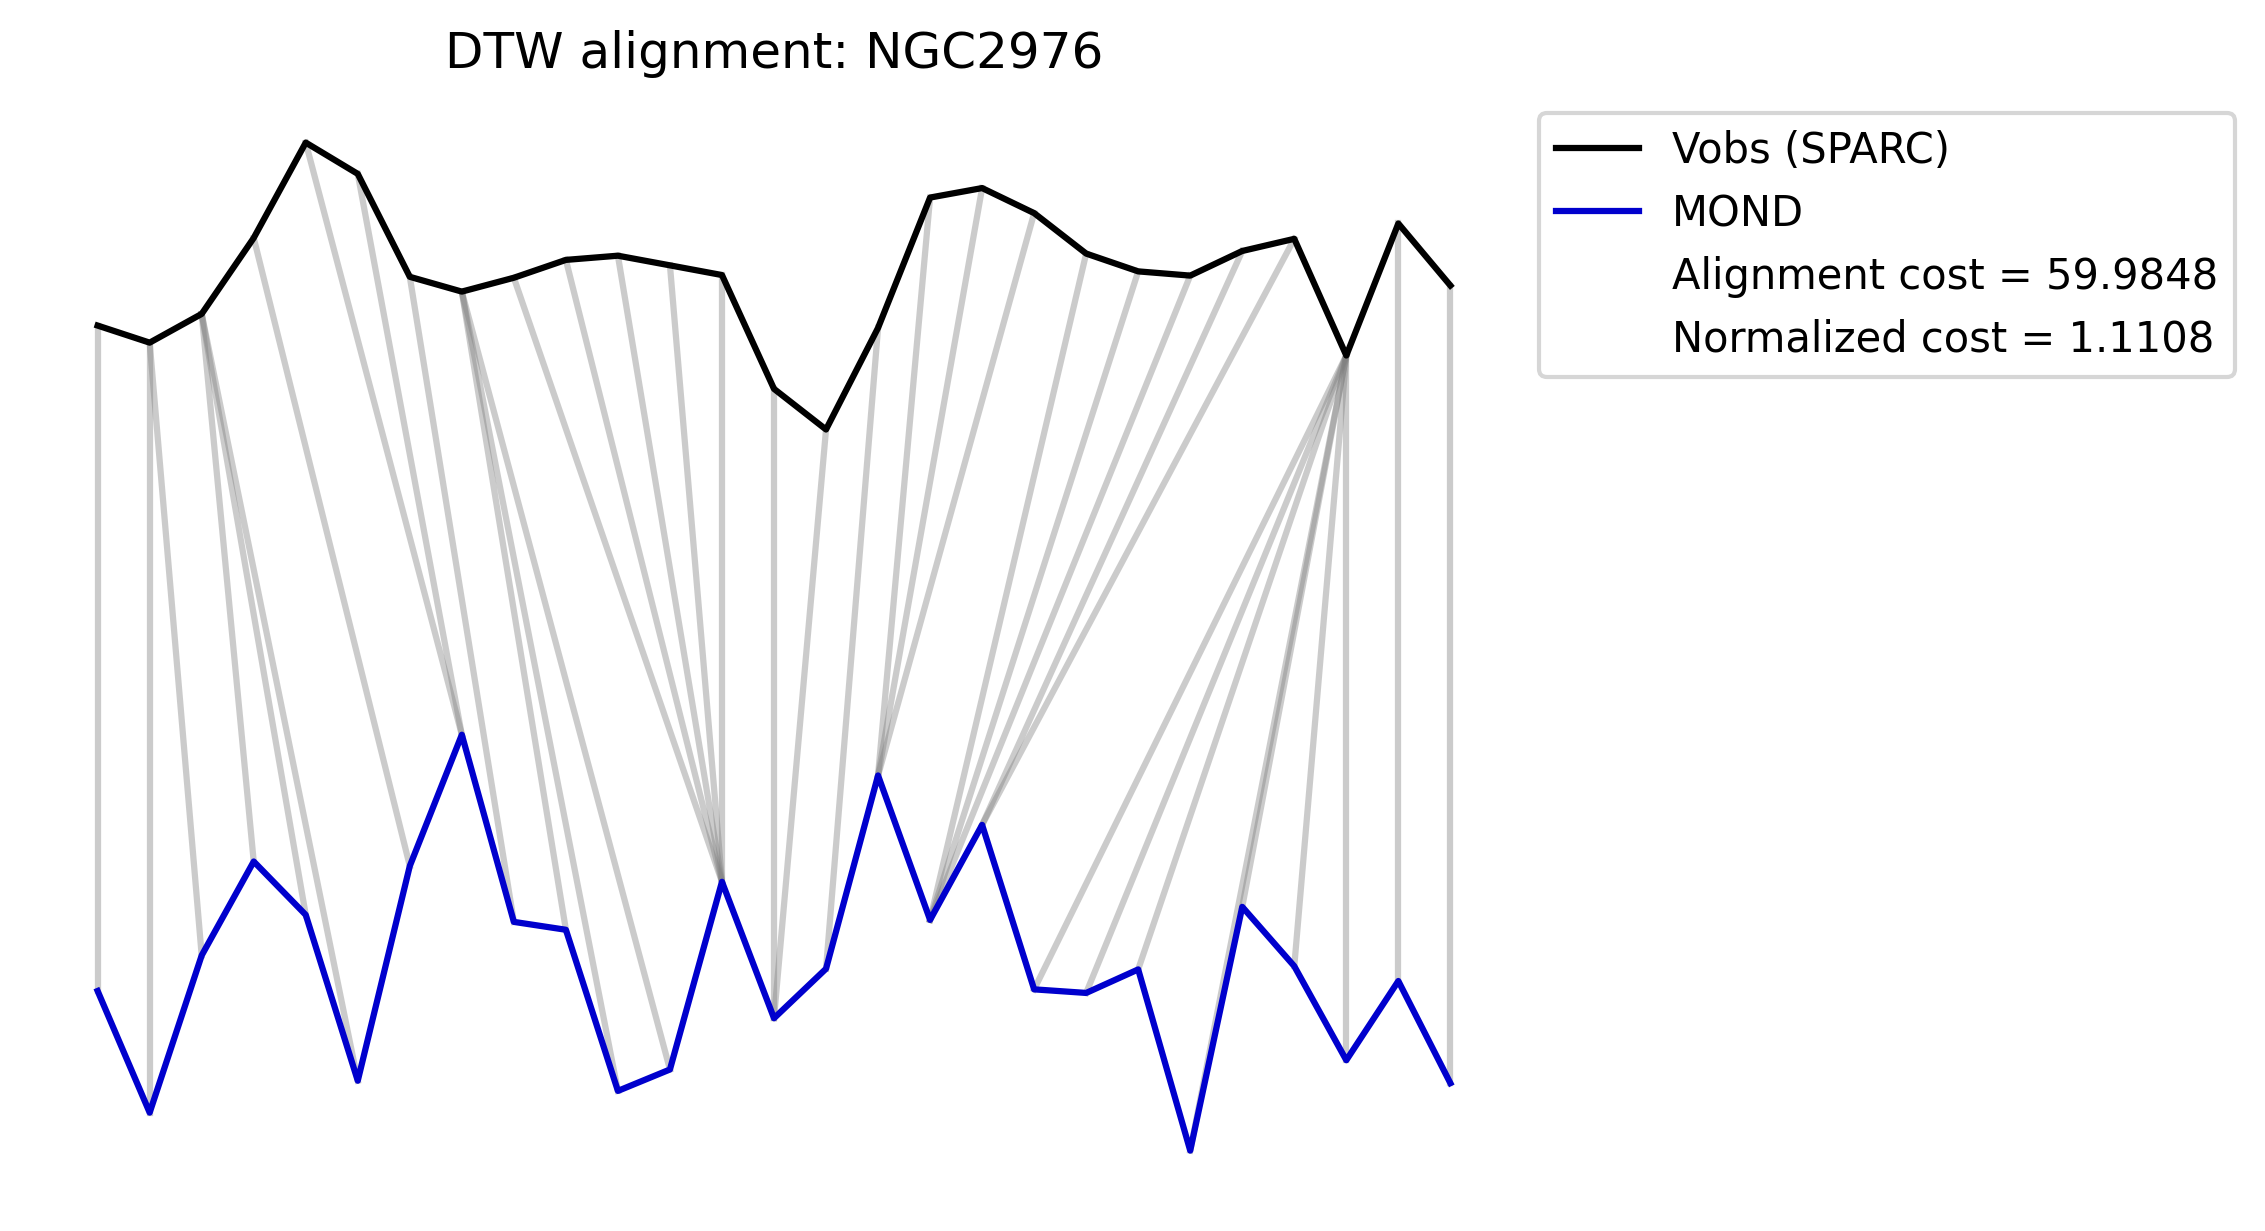 DTW alignment: NGC2976
Vobs (SPARC)
MOND
Alignment cost = 59.9848
Normalized cost = 1.1108